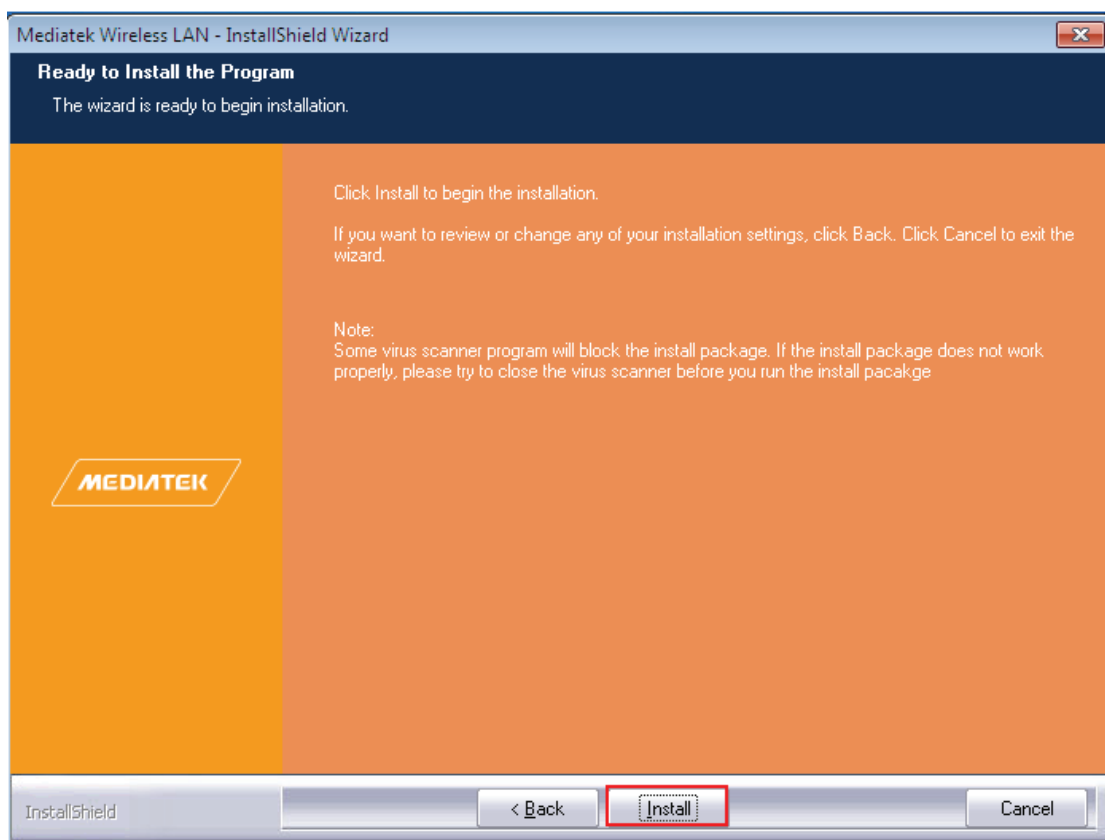 Mediatek Wireless LAN - InstallShield Wizard
Ready to Install the Program
The wizard is ready to begin installation.
Click Install to begin the installation.
If you want to review or change any of your installation settings, click Back. Click Cancel to exit the
wizard.
Note:
Some virus scanner program will block the install package. If the install package does not work
properly, please try to close the virus scanner before you run the install pacakge
MEDIATEK
InstallShield
< Back
Install
Cancel